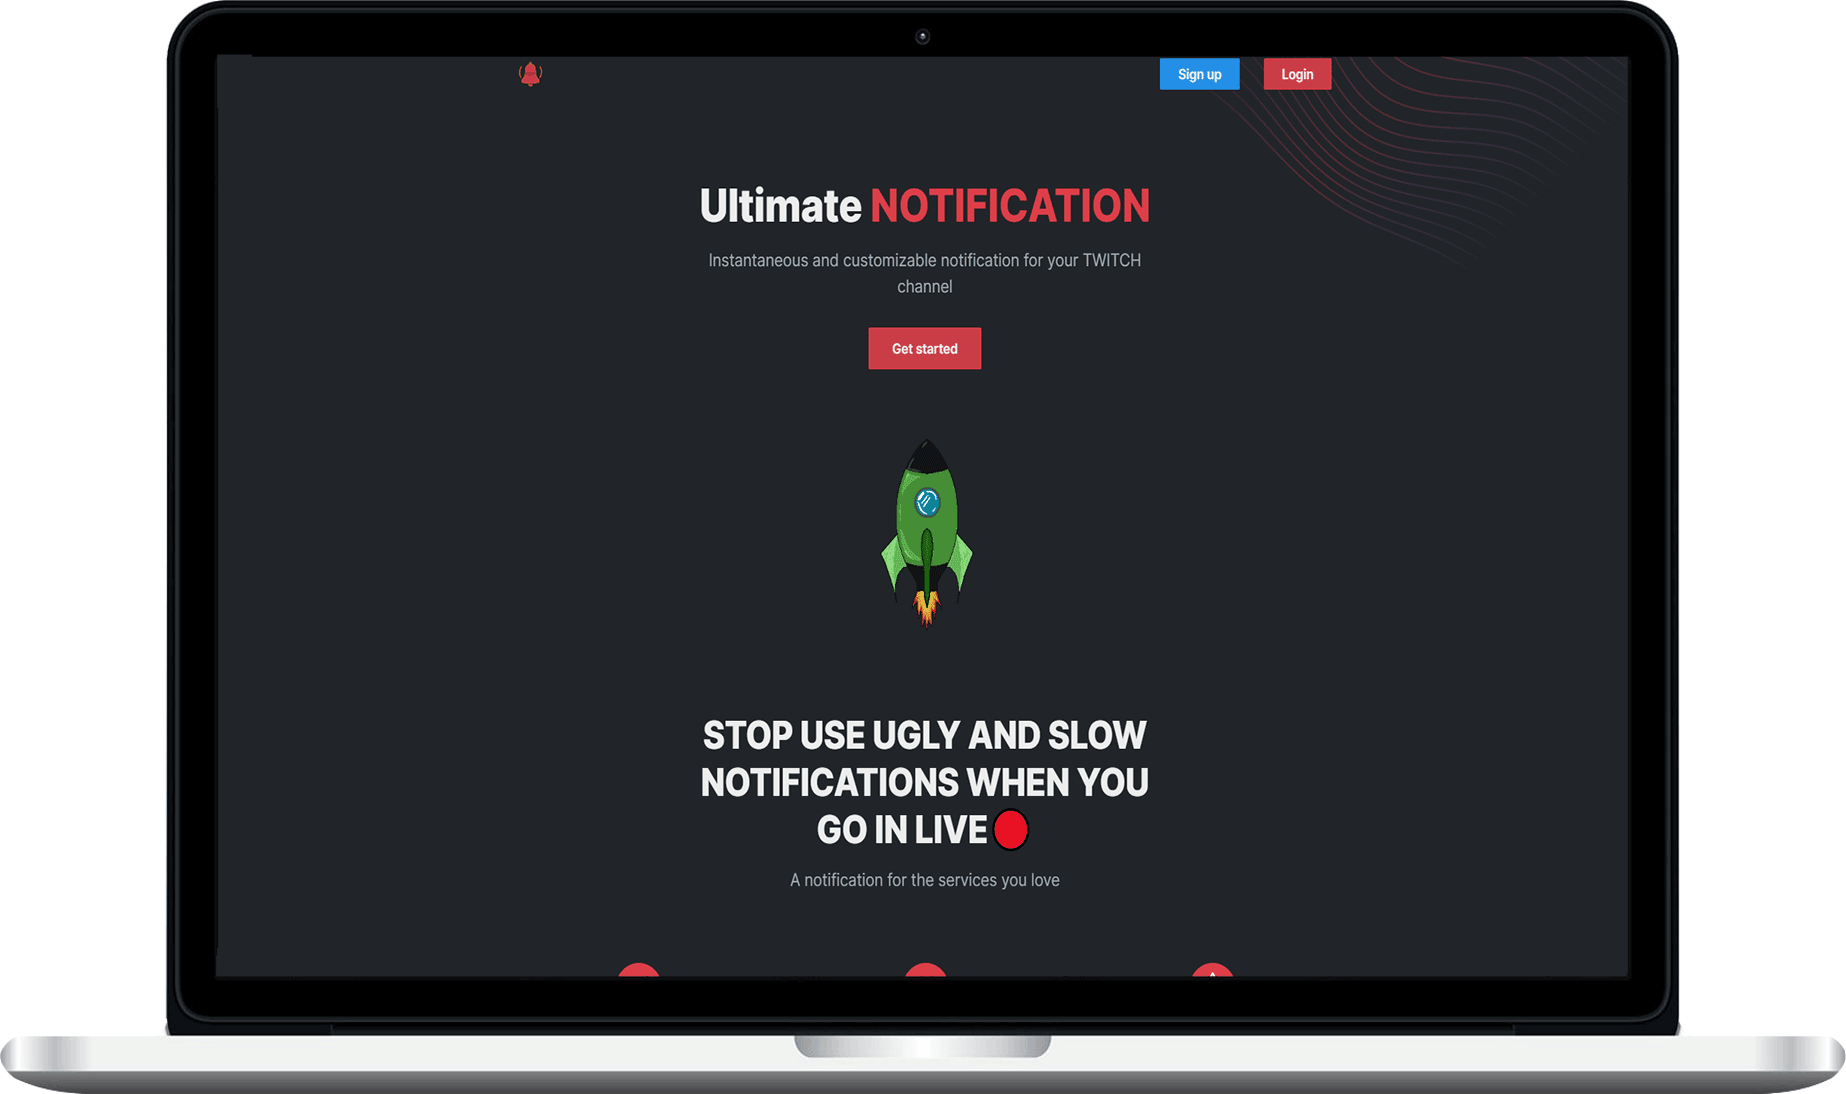 Sign up
Login
Ultimate NOTIFICATION
Instantaneous and customizable notification for your TWITCH
channel
Get started
STOP USE UGLY AND SLOW
NOTIFICATIONS WHEN YOU
GO IN LIVE
A notification for the services you love